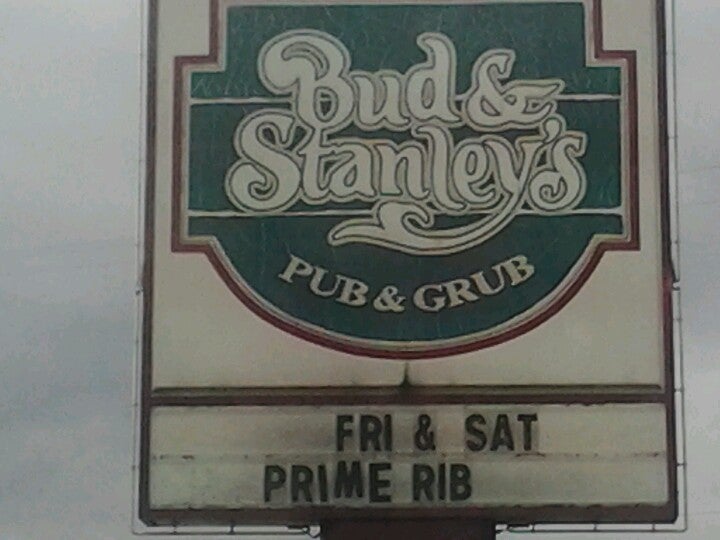 Bud &
Stanley's
PUB & GRUB
FRI & SAT
PRIME RIB